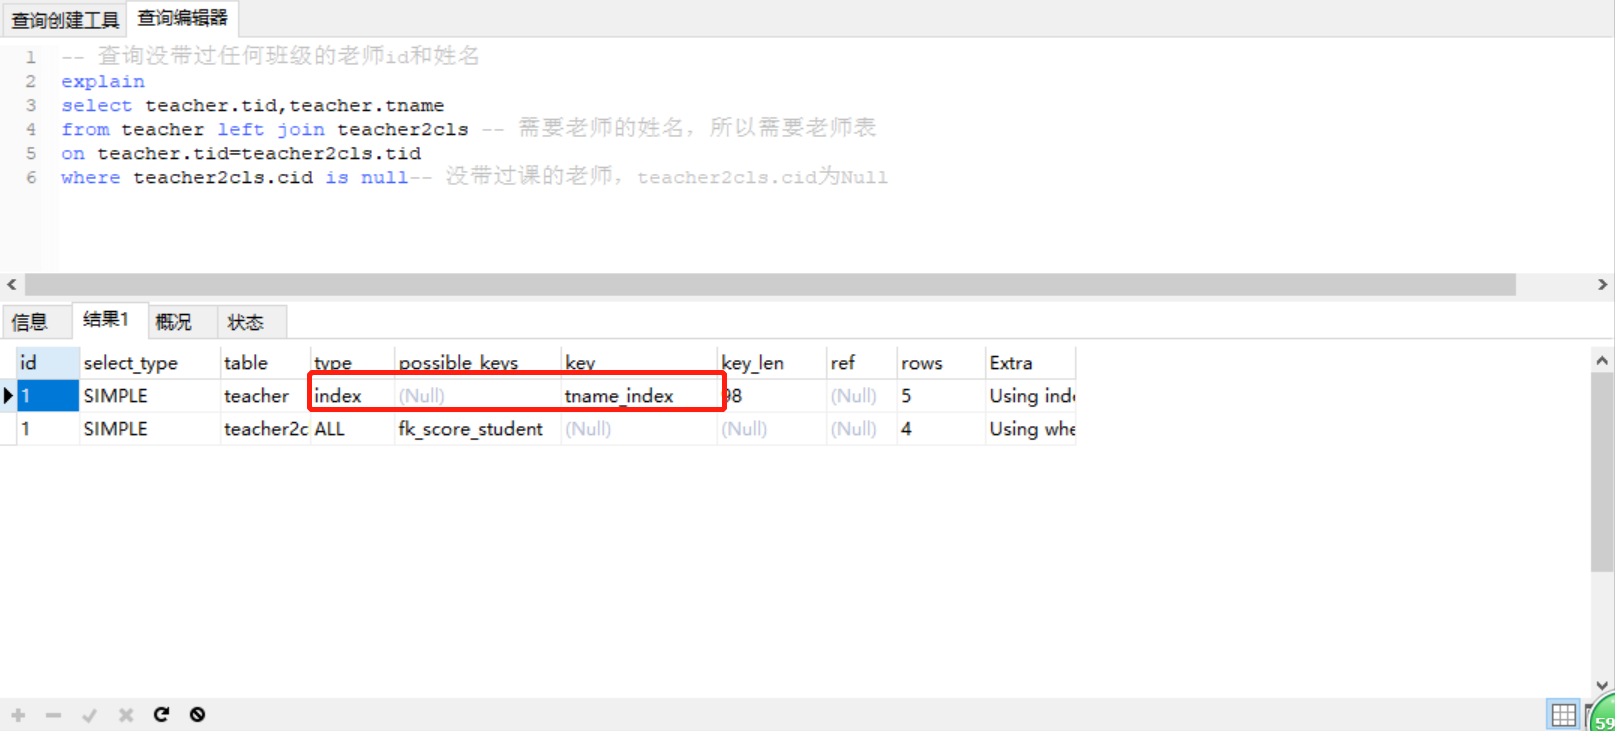 查询创建工具 查询编辑器
1 -- 查询没带过任何班级的老师id和姓名
2 explain
3 select teacher.tid,teacher.tname
4 from teacher left join teacher2cls -- 需要老师的姓名，所以需要老师表
5 on teacher.tid=teacher2cls.tid
6 where teacher2cls.cid is null-- 没带过课的老师，teacher2cls.cid为Null
信息 结果1 概况 状态
id select_type table type possible_keys key key_len ref rows Extra
1 SIMPLE teacher index (Null) tname_index 98 (Null) 5 Using inde
1 SIMPLE teacher2c ALL fk_score_student (Null) (Null) (Null) 4 Using whe
59